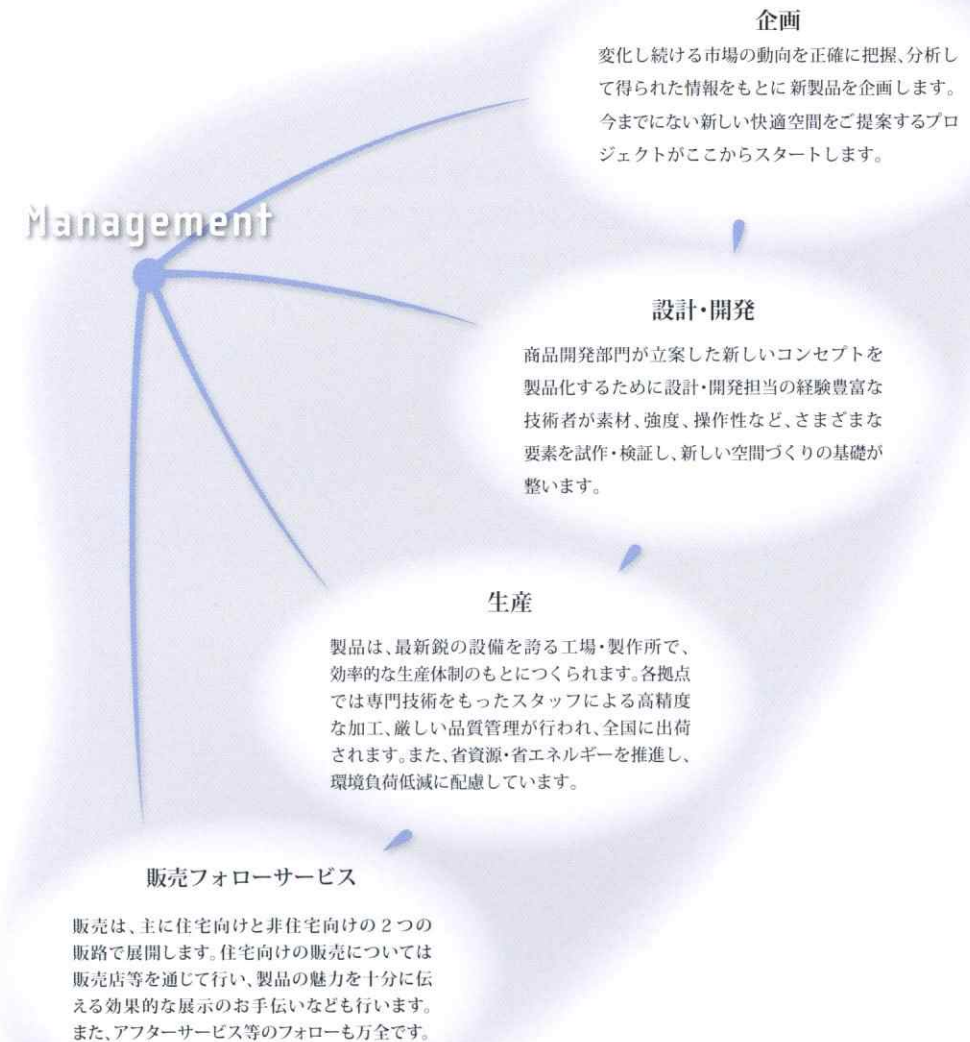 企画
変化し続ける市場の動向を正確に把握、分析し
て得られた情報をもとに 新製品を企画します。
今までにない新しい快適空間をご提案するプロ
ジェクトがここからスタートします。
Management
設計・開発
商品開発部門が立案した新しいコンセプトを
製品化するために設計・開発担当の経験豊富な
技術者が素材、強度、操作性など、さまざまな
要素を試作・検証し、新しい空間づくりの基礎が
整います。
生産
製品は、最新鋭の設備を誇る工場・製作所で、
効率的な生産体制のもとにつくられます。各拠点
では専門技術をもったスタッフによる高精度
な加工、厳しい品質管理が行われ、全国に出荷
されます。また、省資源・省エネルギーを推進し、
環境負荷低減に配慮しています。
販売フォローサービス
販売は、主に住宅向けと非住宅向けの2つの
販路で展開します。住宅向けの販売については
販売店等を通じて行い、製品の魅力を十分に伝
える効果的な展示のお手伝いなども行います。
また、アフターサービス等のフォローも万全です。